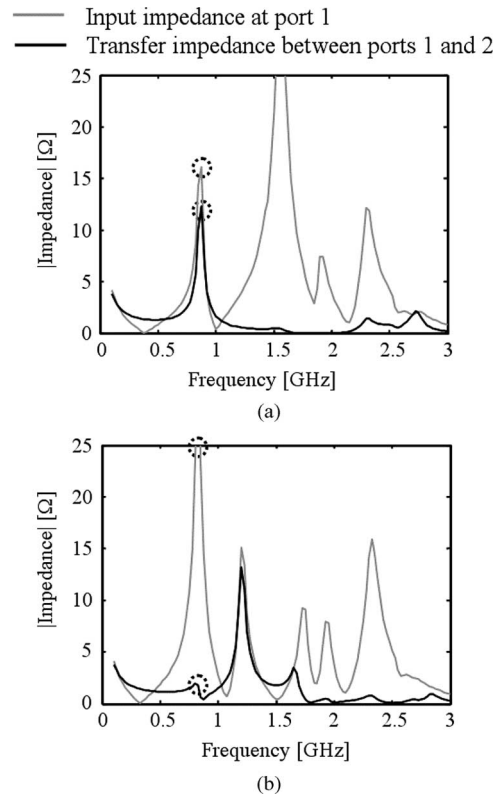 Input impedance at port 1
Transfer impedance between ports 1 and 2
25
20
15
10
5
0
|Impedance| [Ω]
0 0.5 1 1.5 2 2.5 3
Frequency [GHz]
(a)
25
20
15
10
5
0
|Impedance| [Ω]
0 0.5 1 1.5 2 2.5 3
Frequency [GHz]
(b)